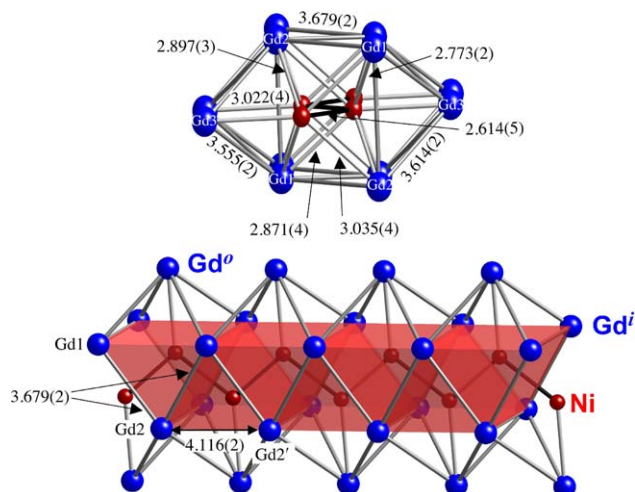 3.679(2)
Gd2
Gd1
2.897(3)
2.773(2)
3.022(4)
Gd3
Gd3
2.614(5)
3.555(2)
3.614(2)
Gd1
Gd2
2.871(4)
3.035(4)
Gdo
Gdi
Gd1
3.679(2)
Ni
Gd2
4.116(2)
Gd2′